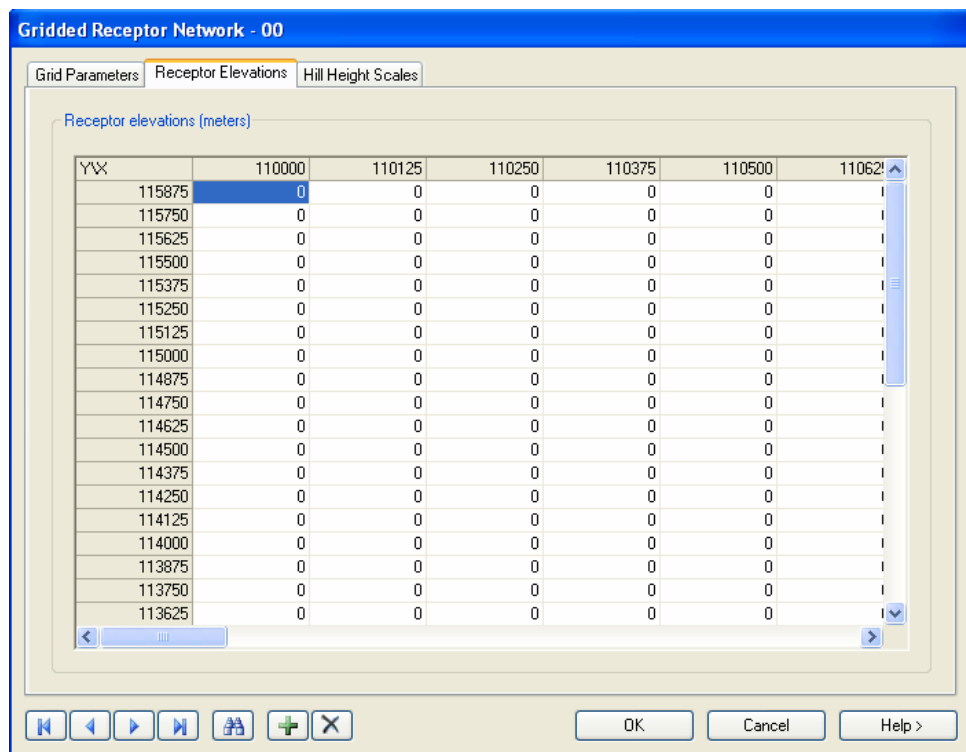 Gridded Receptor Network - 00
Grid Parameters Receptor Elevations Hill Height Scales
Receptor elevations (meters)
Y\X 110000 110125 110250 110375 110500
115875 0 0 0 0 0
115750 0 0 0 0 0
115625 0 0 0 0 0
115500 0 0 0 0 0
115375 0 0 0 0 0
115250 0 0 0 0 0
115125 0 0 0 0 0
115000 0 0 0 0 0
114875 0 0 0 0 0
114750 0 0 0 0 0
114625 0 0 0 0 0
114500 0 0 0 0 0
114375 0 0 0 0 0
114250 0 0 0 0 0
114125 0 0 0 0 0
114000 0 0 0 0 0
113875 0 0 0 0 0
113750 0 0 0 0 0
113625 0 0 0 0 0
OK Cancel Help >